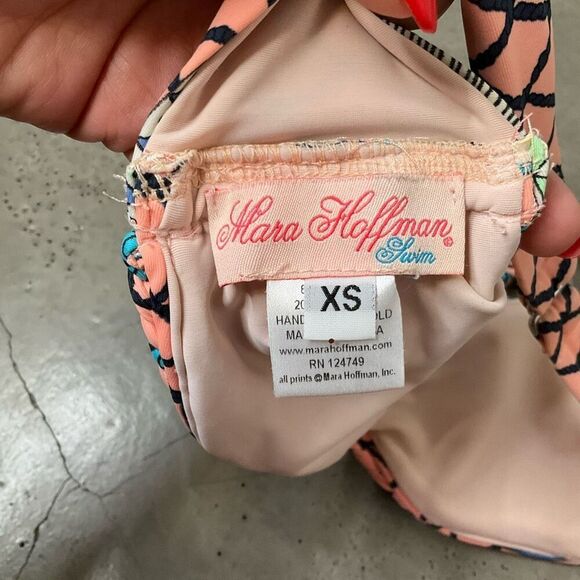 Mara Hoffman®
Swim
XS
www.marahoffman.com
RN 124749
all prints © Mara Hoffman, Inc.